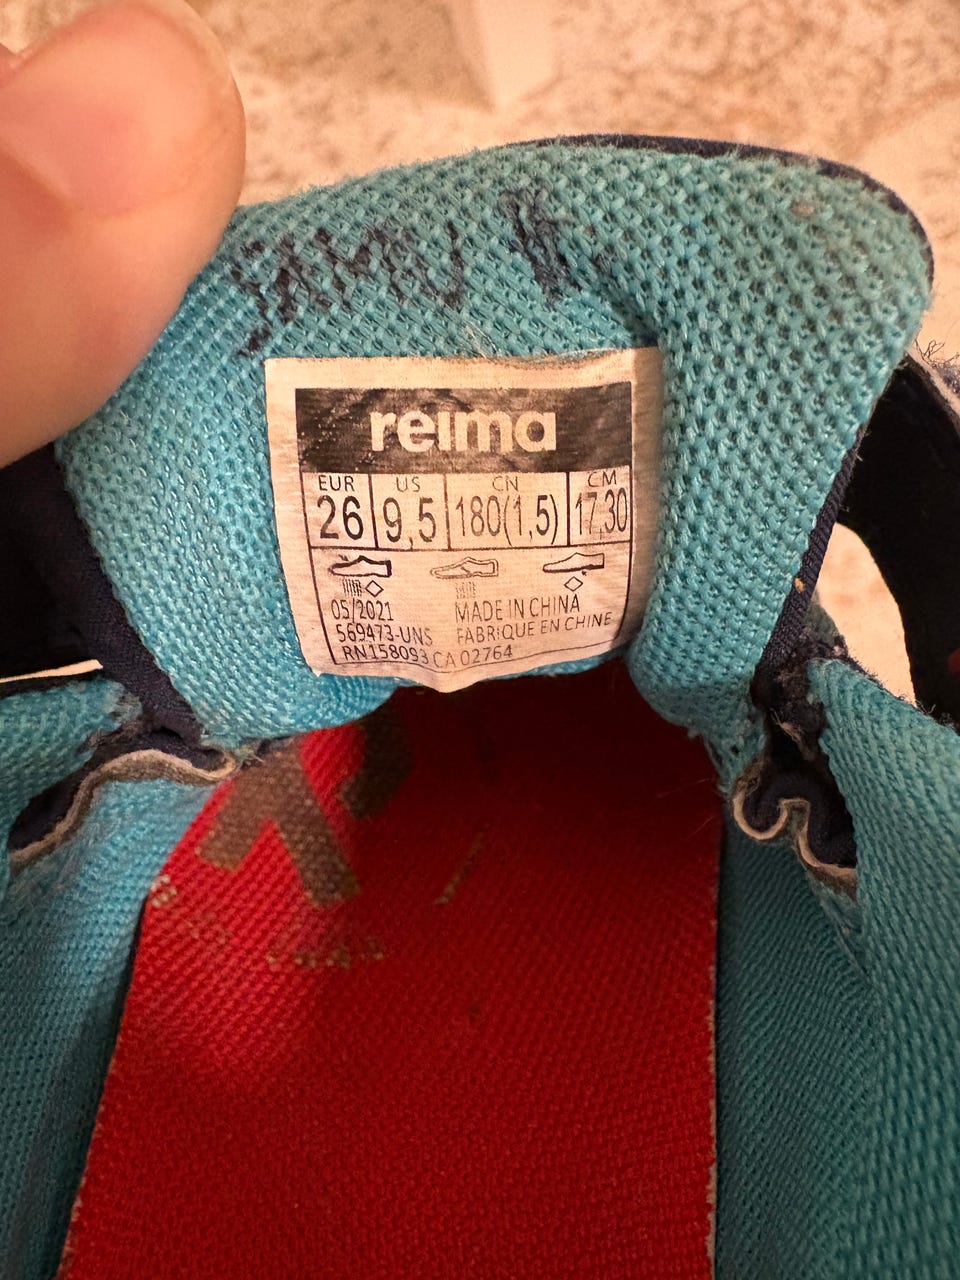 reima
EUR US CN CM
26 9,5 180(1,5) 17,30
05/2021 MADE IN CHINA
569473-UNS FABRIQUE EN CHINE
RN158093 CA 02764